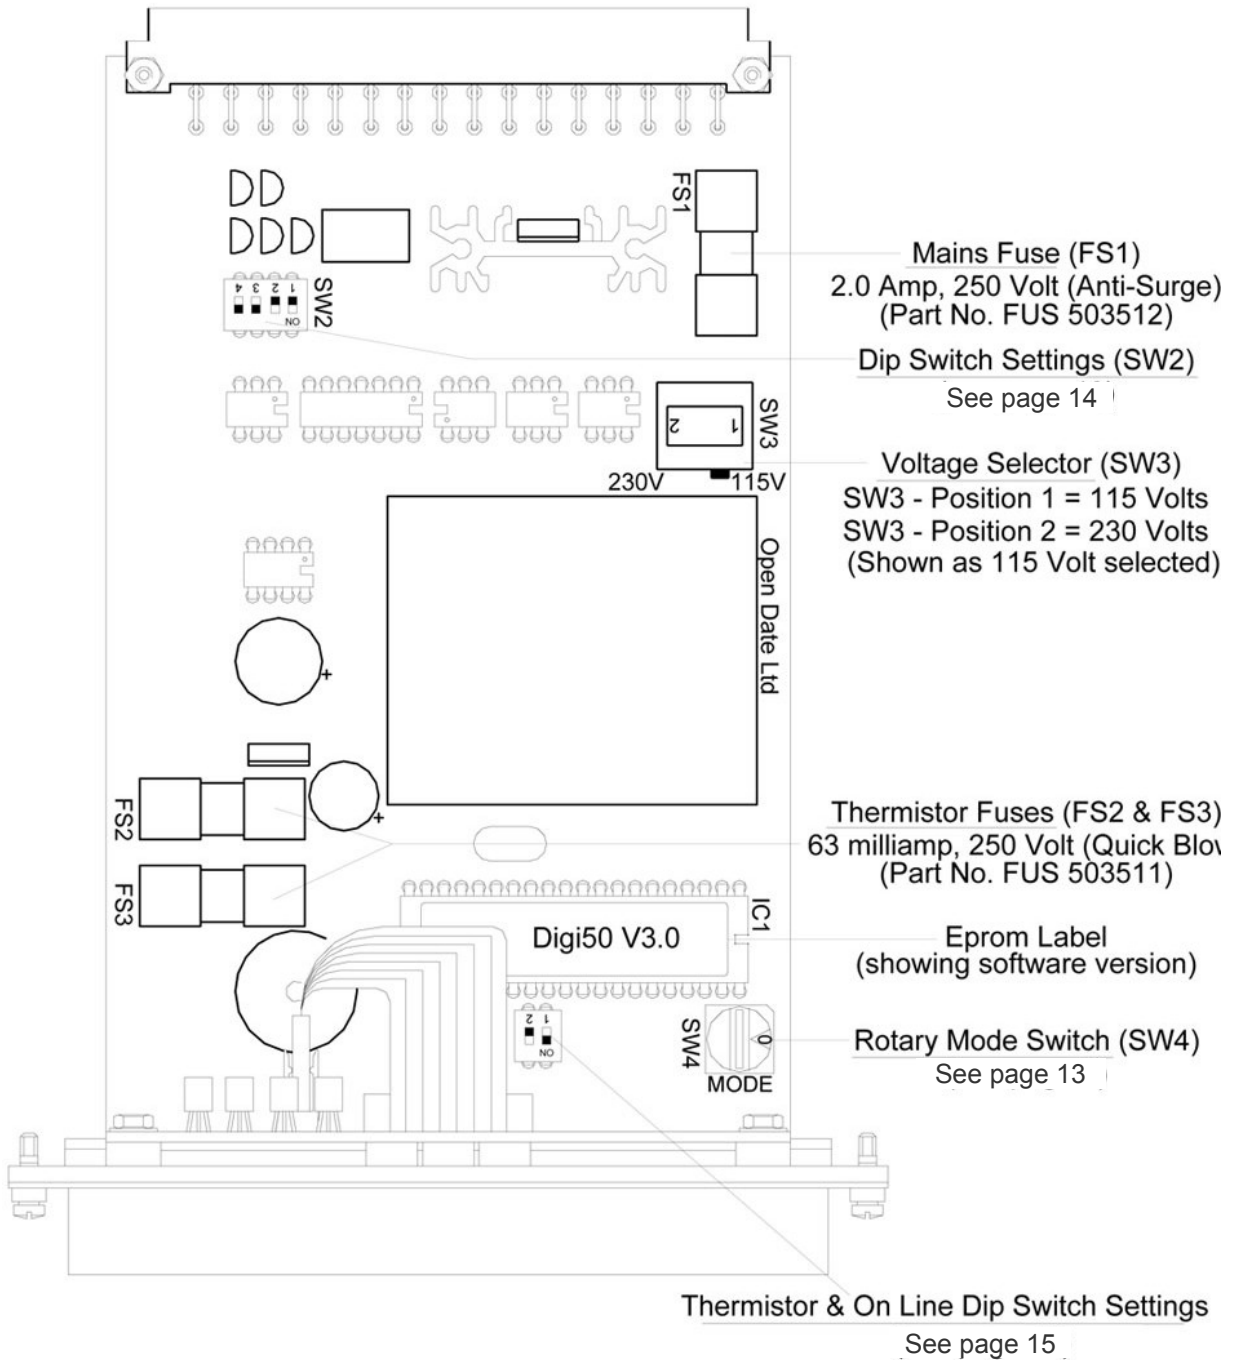 FS1
Mains Fuse (FS1)
2.0 Amp, 250 Volt (Anti-Surge)
(Part No. FUS 503512)
SW2
4 3 2 1
ON
Dip Switch Settings (SW2)
See page 14
SW3
2 1
230V 115V
Voltage Selector (SW3)
SW3 - Position 1 = 115 Volts
SW3 - Position 2 = 230 Volts
(Shown as 115 Volt selected)
Open Date Ltd
+
+
FS2
FS3
Thermistor Fuses (FS2 & FS3)
63 milliamp, 250 Volt (Quick Blow
(Part No. FUS 503511)
IC1
Digi50 V3.0
Eprom Label
(showing software version)
2 1
ON
SW4
0
MODE
Rotary Mode Switch (SW4)
See page 13
Thermistor & On Line Dip Switch Settings
See page 15